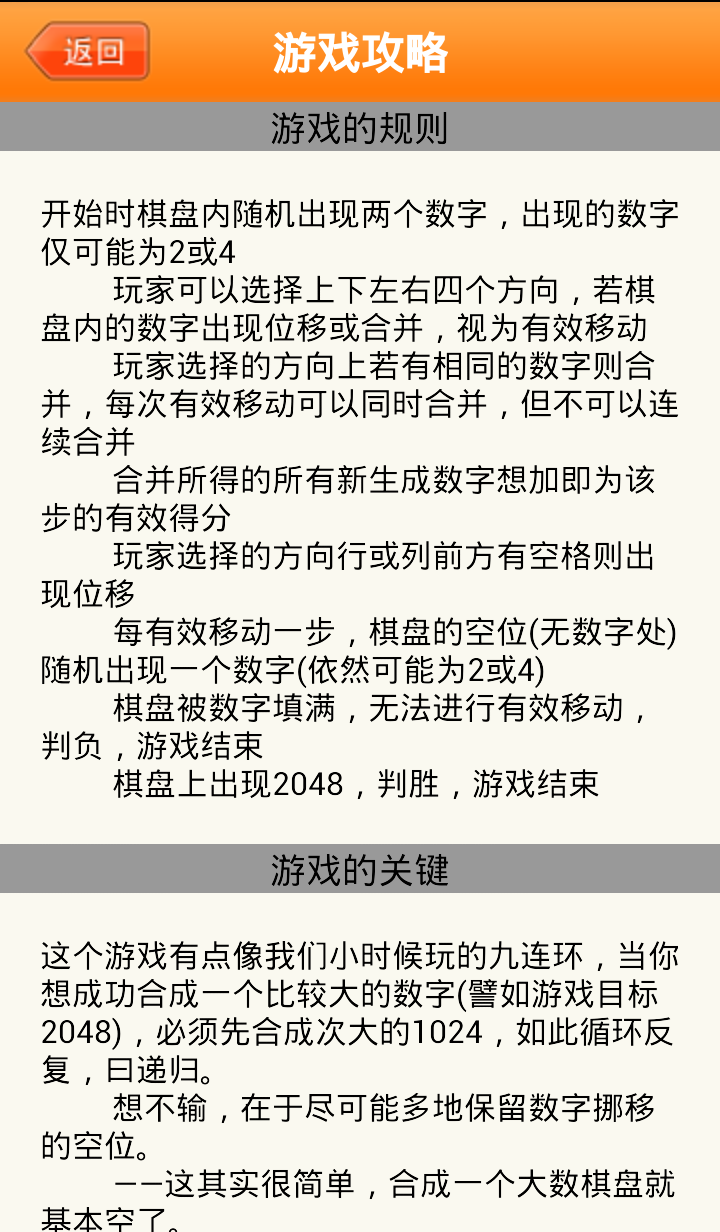 返回
游戏攻略
游戏的规则
开始时棋盘内随机出现两个数字，出现的数字
仅可能为2或4
玩家可以选择上下左右四个方向，若棋
盘内的数字出现位移或合并，视为有效移动
玩家选择的方向上若有相同的数字则合
并，每次有效移动可以同时合并，但不可以连
续合并
合并所得的所有新生成数字想加即为该
步的有效得分
玩家选择的方向行或列前方有空格则出
现位移
每有效移动一步，棋盘的空位(无数字处)
随机出现一个数字(依然可能为2或4)
棋盘被数字填满，无法进行有效移动，
判负，游戏结束
棋盘上出现2048，判胜，游戏结束
游戏的关键
这个游戏有点像我们小时候玩的九连环，当你
想成功合成一个比较大的数字(譬如游戏目标
2048)，必须先合成次大的1024，如此循环反
复，曰递归。
想不输，在于尽可能多地保留数字挪移
的空位。
——这其实很简单，合成一个大数棋盘就
基本空了。